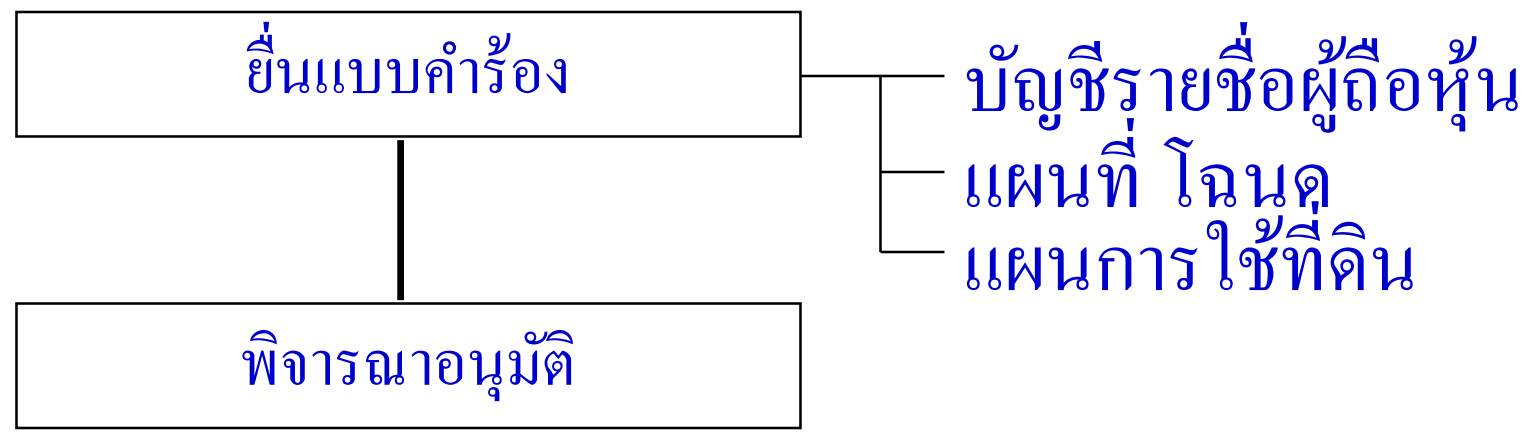 ยื่นแบบคำร้อง
บัญชีรายชื่อผู้ถือหุ้น
แผนที่ โฉนด
แผนการใช้ที่ดิน
พิจารณาอนุมัติ